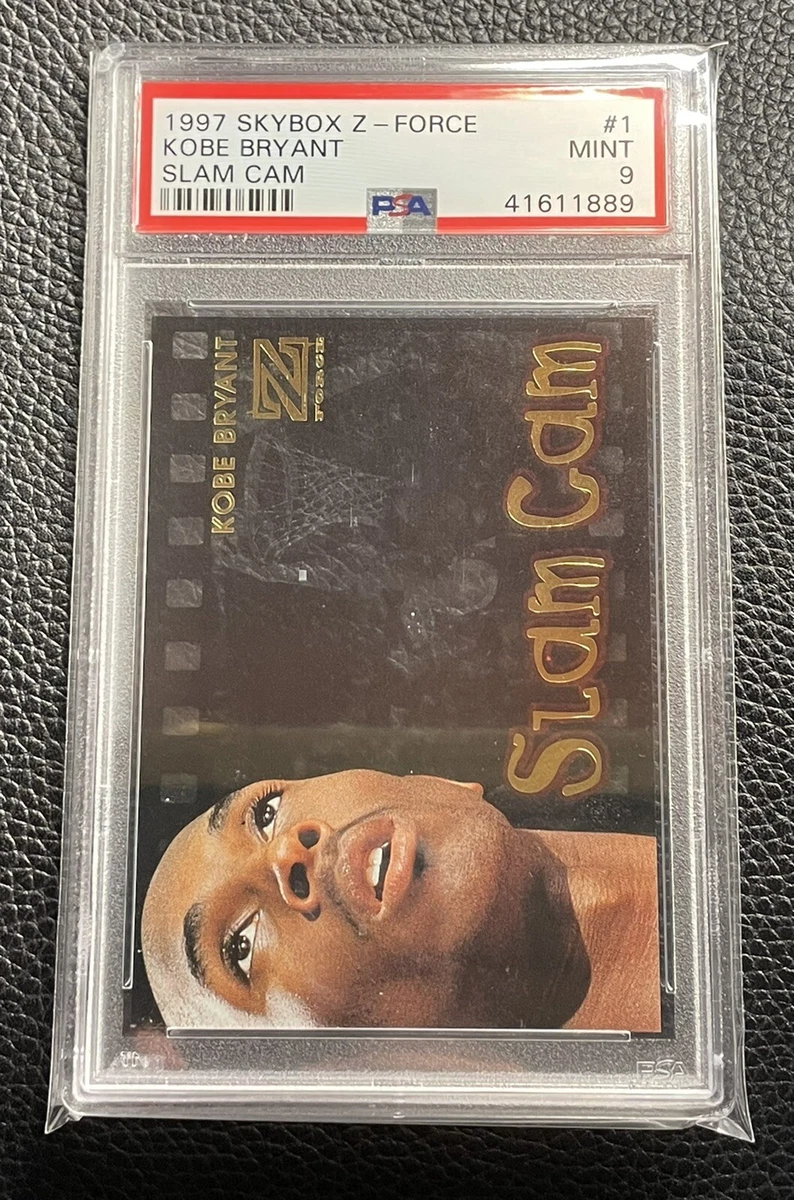 1997 SKYBOX Z-FORCE #1
KOBE BRYANT MINT
SLAM CAM 9
PSA 41611889
KOBE BRYANT
Z
FORCE
Slam Cam
PSA